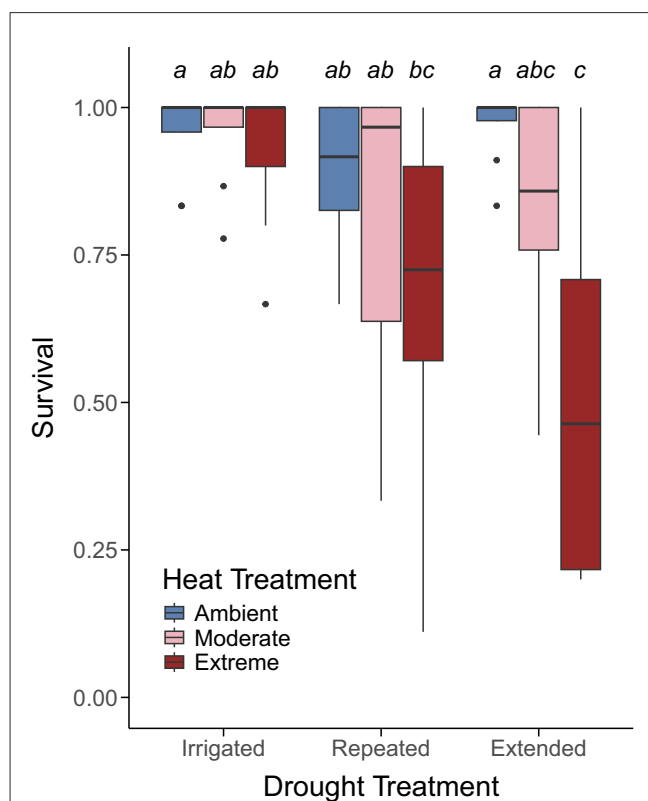 a ab ab ab ab bc a abc c
1.00
0.75
0.50
0.25
0.00
Survival
Heat Treatment
Ambient
Moderate
Extreme
Irrigated Repeated Extended
Drought Treatment